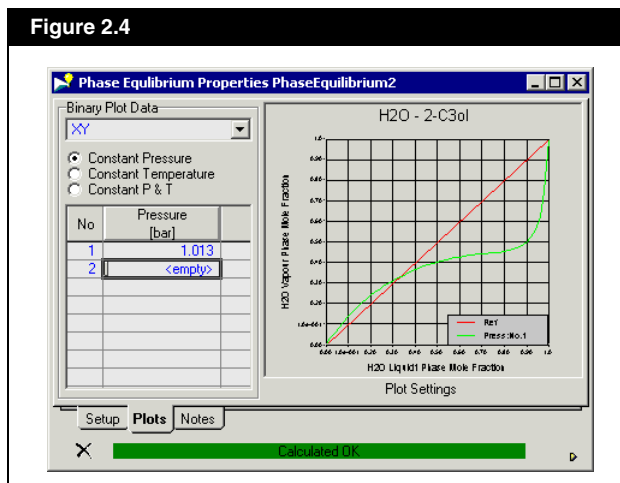 Figure 2.4
Phase Equlibrium Properties PhaseEquilibrium2
Binary Plot Data
XY
Constant Pressure
Constant Temperature
Constant P & T
No
Pressure
[bar]
1 1.013
2 <empty>
H2O - 2-C3ol
H2O Vapour Phase Mole Fraction
Ref
Press:No.1
H2O Liquid1 Phase Mole Fraction
Plot Settings
Setup Plots Notes
Calculated OK